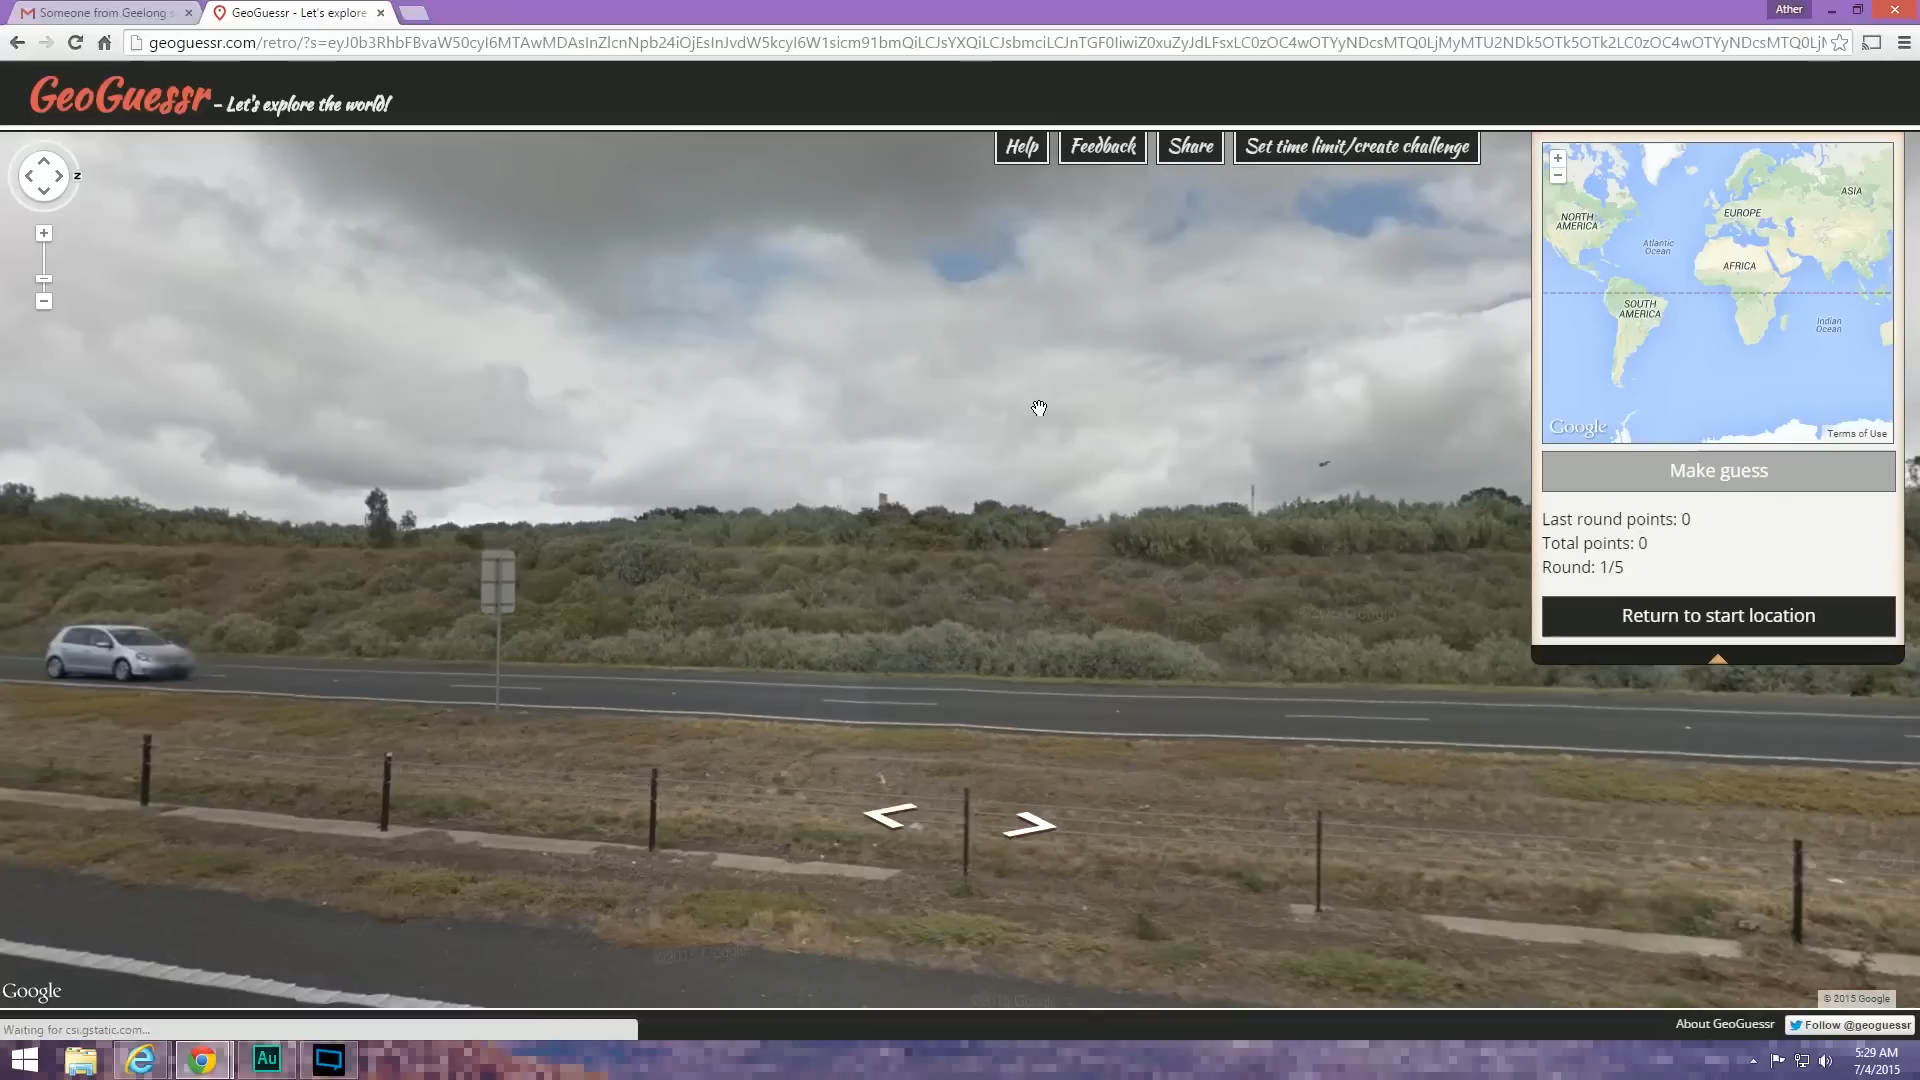 Someone from Geelong
GeoGuessr - Let's explore
Ather
geoguessr.com/retro/?s=eyJ0b3RhbFBvaW50cyI6MTAwMDAsInZlcnNpb24iOjEsInJvdW5kcyI6W1sicm91bmQiLCJsYXQiLCJsbmciLCJnTGF0IiwiZ0xuZyJdLFsxLC0zOC4wOTYyNDcsMTQ0LjMyMTU2NDk5OTk5OTk2LC0zOC4wOTYyNDcsMTQ0LjM
GeoGuessr - Let's explore the world!
Help
Feedback
Share
Set time limit/create challenge
z
NORTH AMERICA
Atlantic Ocean
EUROPE
ASIA
AFRICA
SOUTH AMERICA
Indian Ocean
Google
Terms of Use
Make guess
Last round points: 0
Total points: 0
Round: 1/5
Return to start location
Google
© 2015 Google
Waiting for csi.gstatic.com...
About GeoGuessr
Follow @geoguessr
Au
5:29 AM
7/4/2015